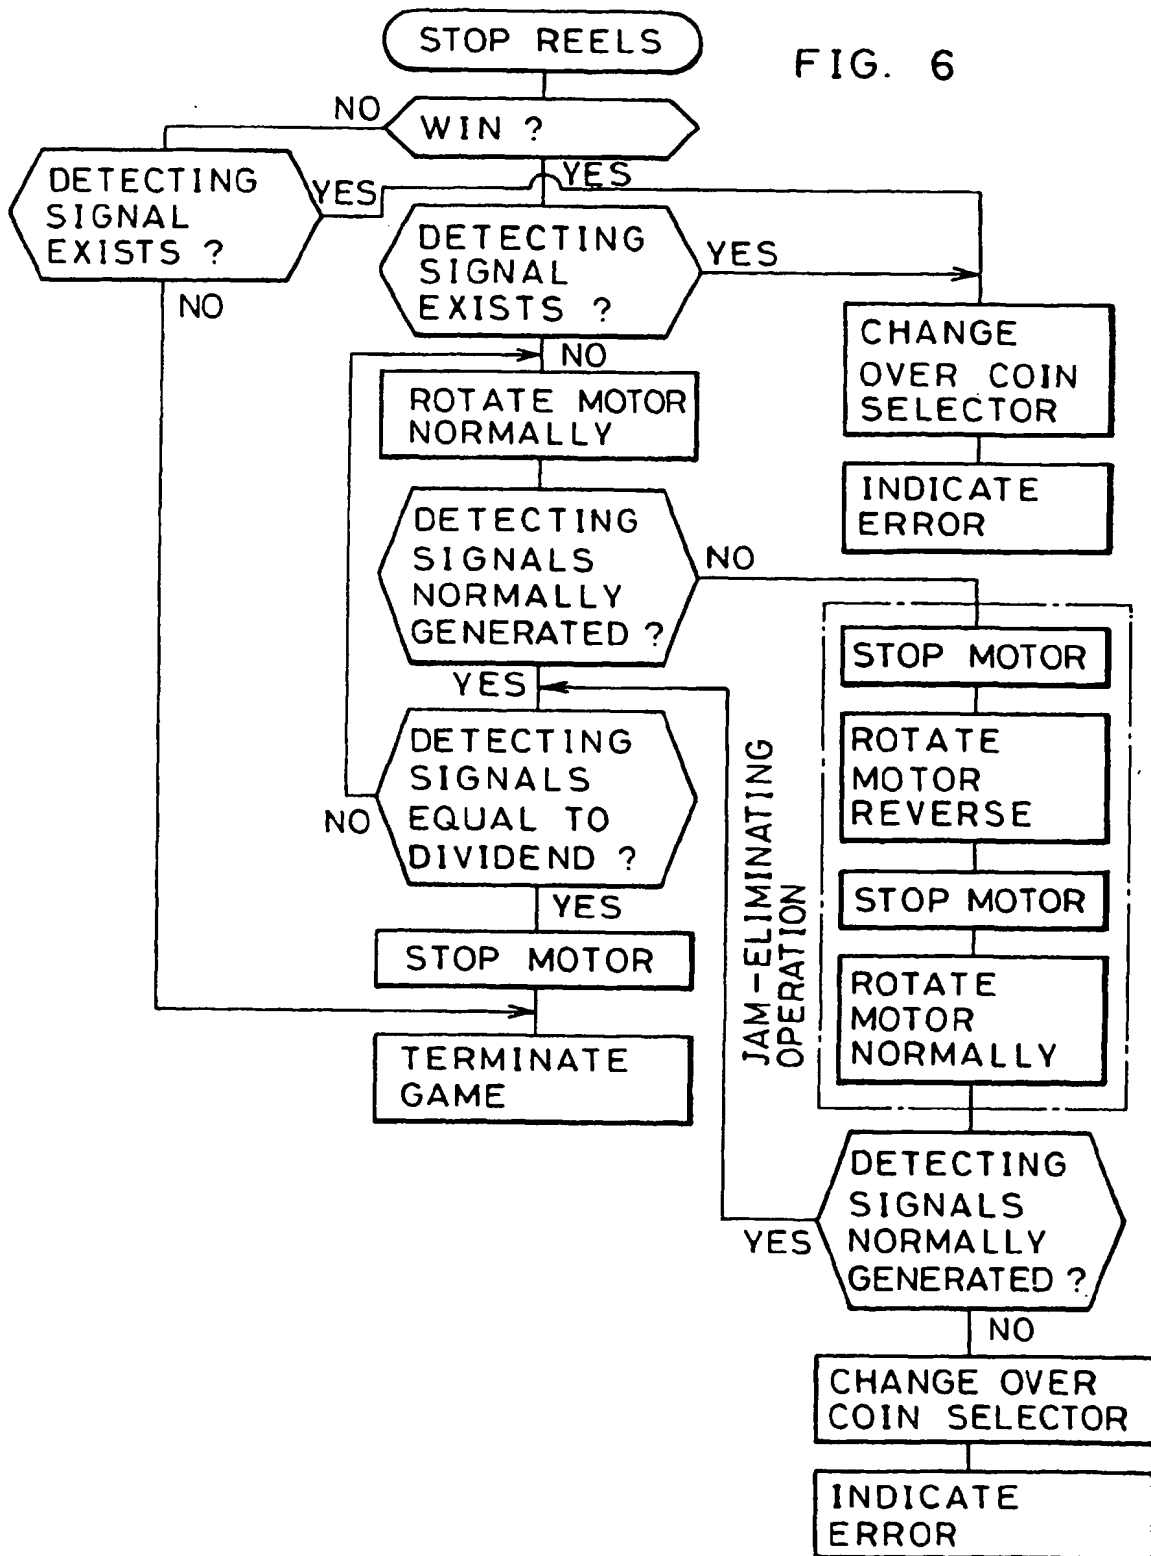 STOP REELS
FIG. 6
NO
WIN ?
YES
DETECTING
SIGNAL
EXISTS ?
YES
NO
DETECTING
SIGNAL
EXISTS ?
YES
NO
CHANGE
OVER COIN
SELECTOR
INDICATE
ERROR
ROTATE MOTOR
NORMALLY
DETECTING
SIGNALS
NORMALLY
GENERATED ?
NO
YES
DETECTING
SIGNALS
EQUAL TO
DIVIDEND ?
NO
YES
STOP MOTOR
TERMINATE
GAME
JAM-ELIMINATING
OPERATION
STOP MOTOR
ROTATE
MOTOR
REVERSE
STOP MOTOR
ROTATE
MOTOR
NORMALLY
DETECTING
SIGNALS
NORMALLY
GENERATED ?
YES
NO
CHANGE OVER
COIN SELECTOR
INDICATE
ERROR